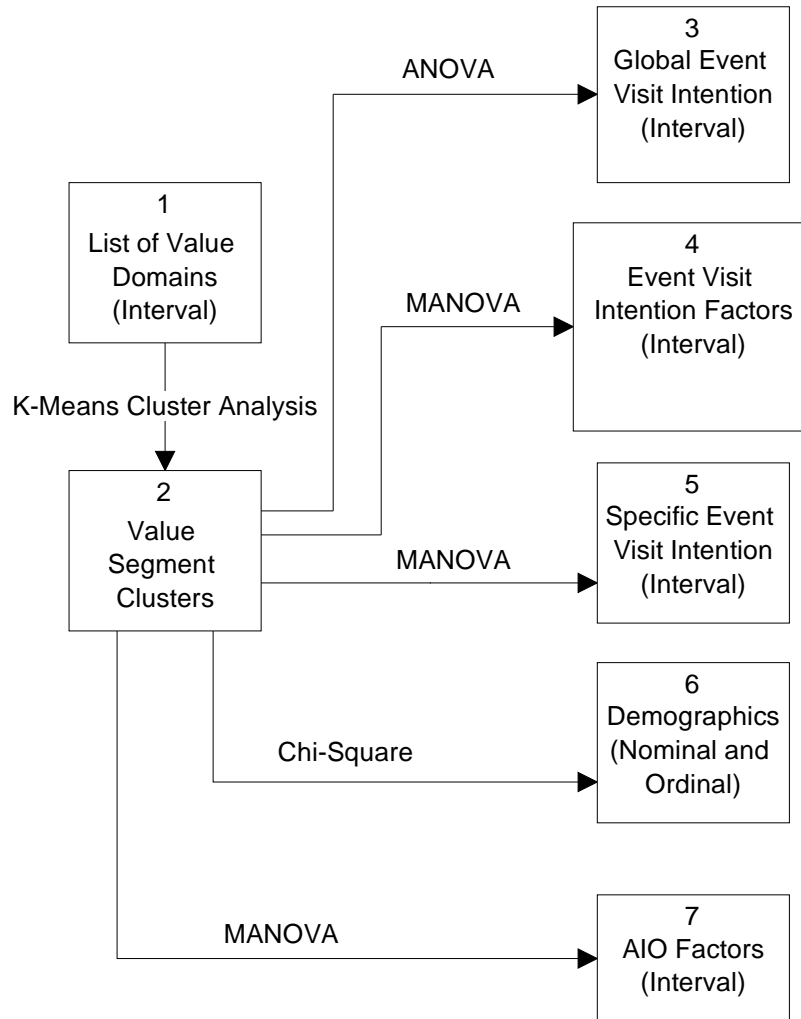 3
Global Event
Visit Intention
(Interval)
ANOVA
1
List of Value
Domains
(Interval)
4
Event Visit
Intention Factors
(Interval)
MANOVA
K-Means Cluster Analysis
2
Value
Segment
Clusters
5
Specific Event
Visit Intention
(Interval)
MANOVA
6
Demographics
(Nominal and
Ordinal)
Chi-Square
7
AIO Factors
(Interval)
MANOVA